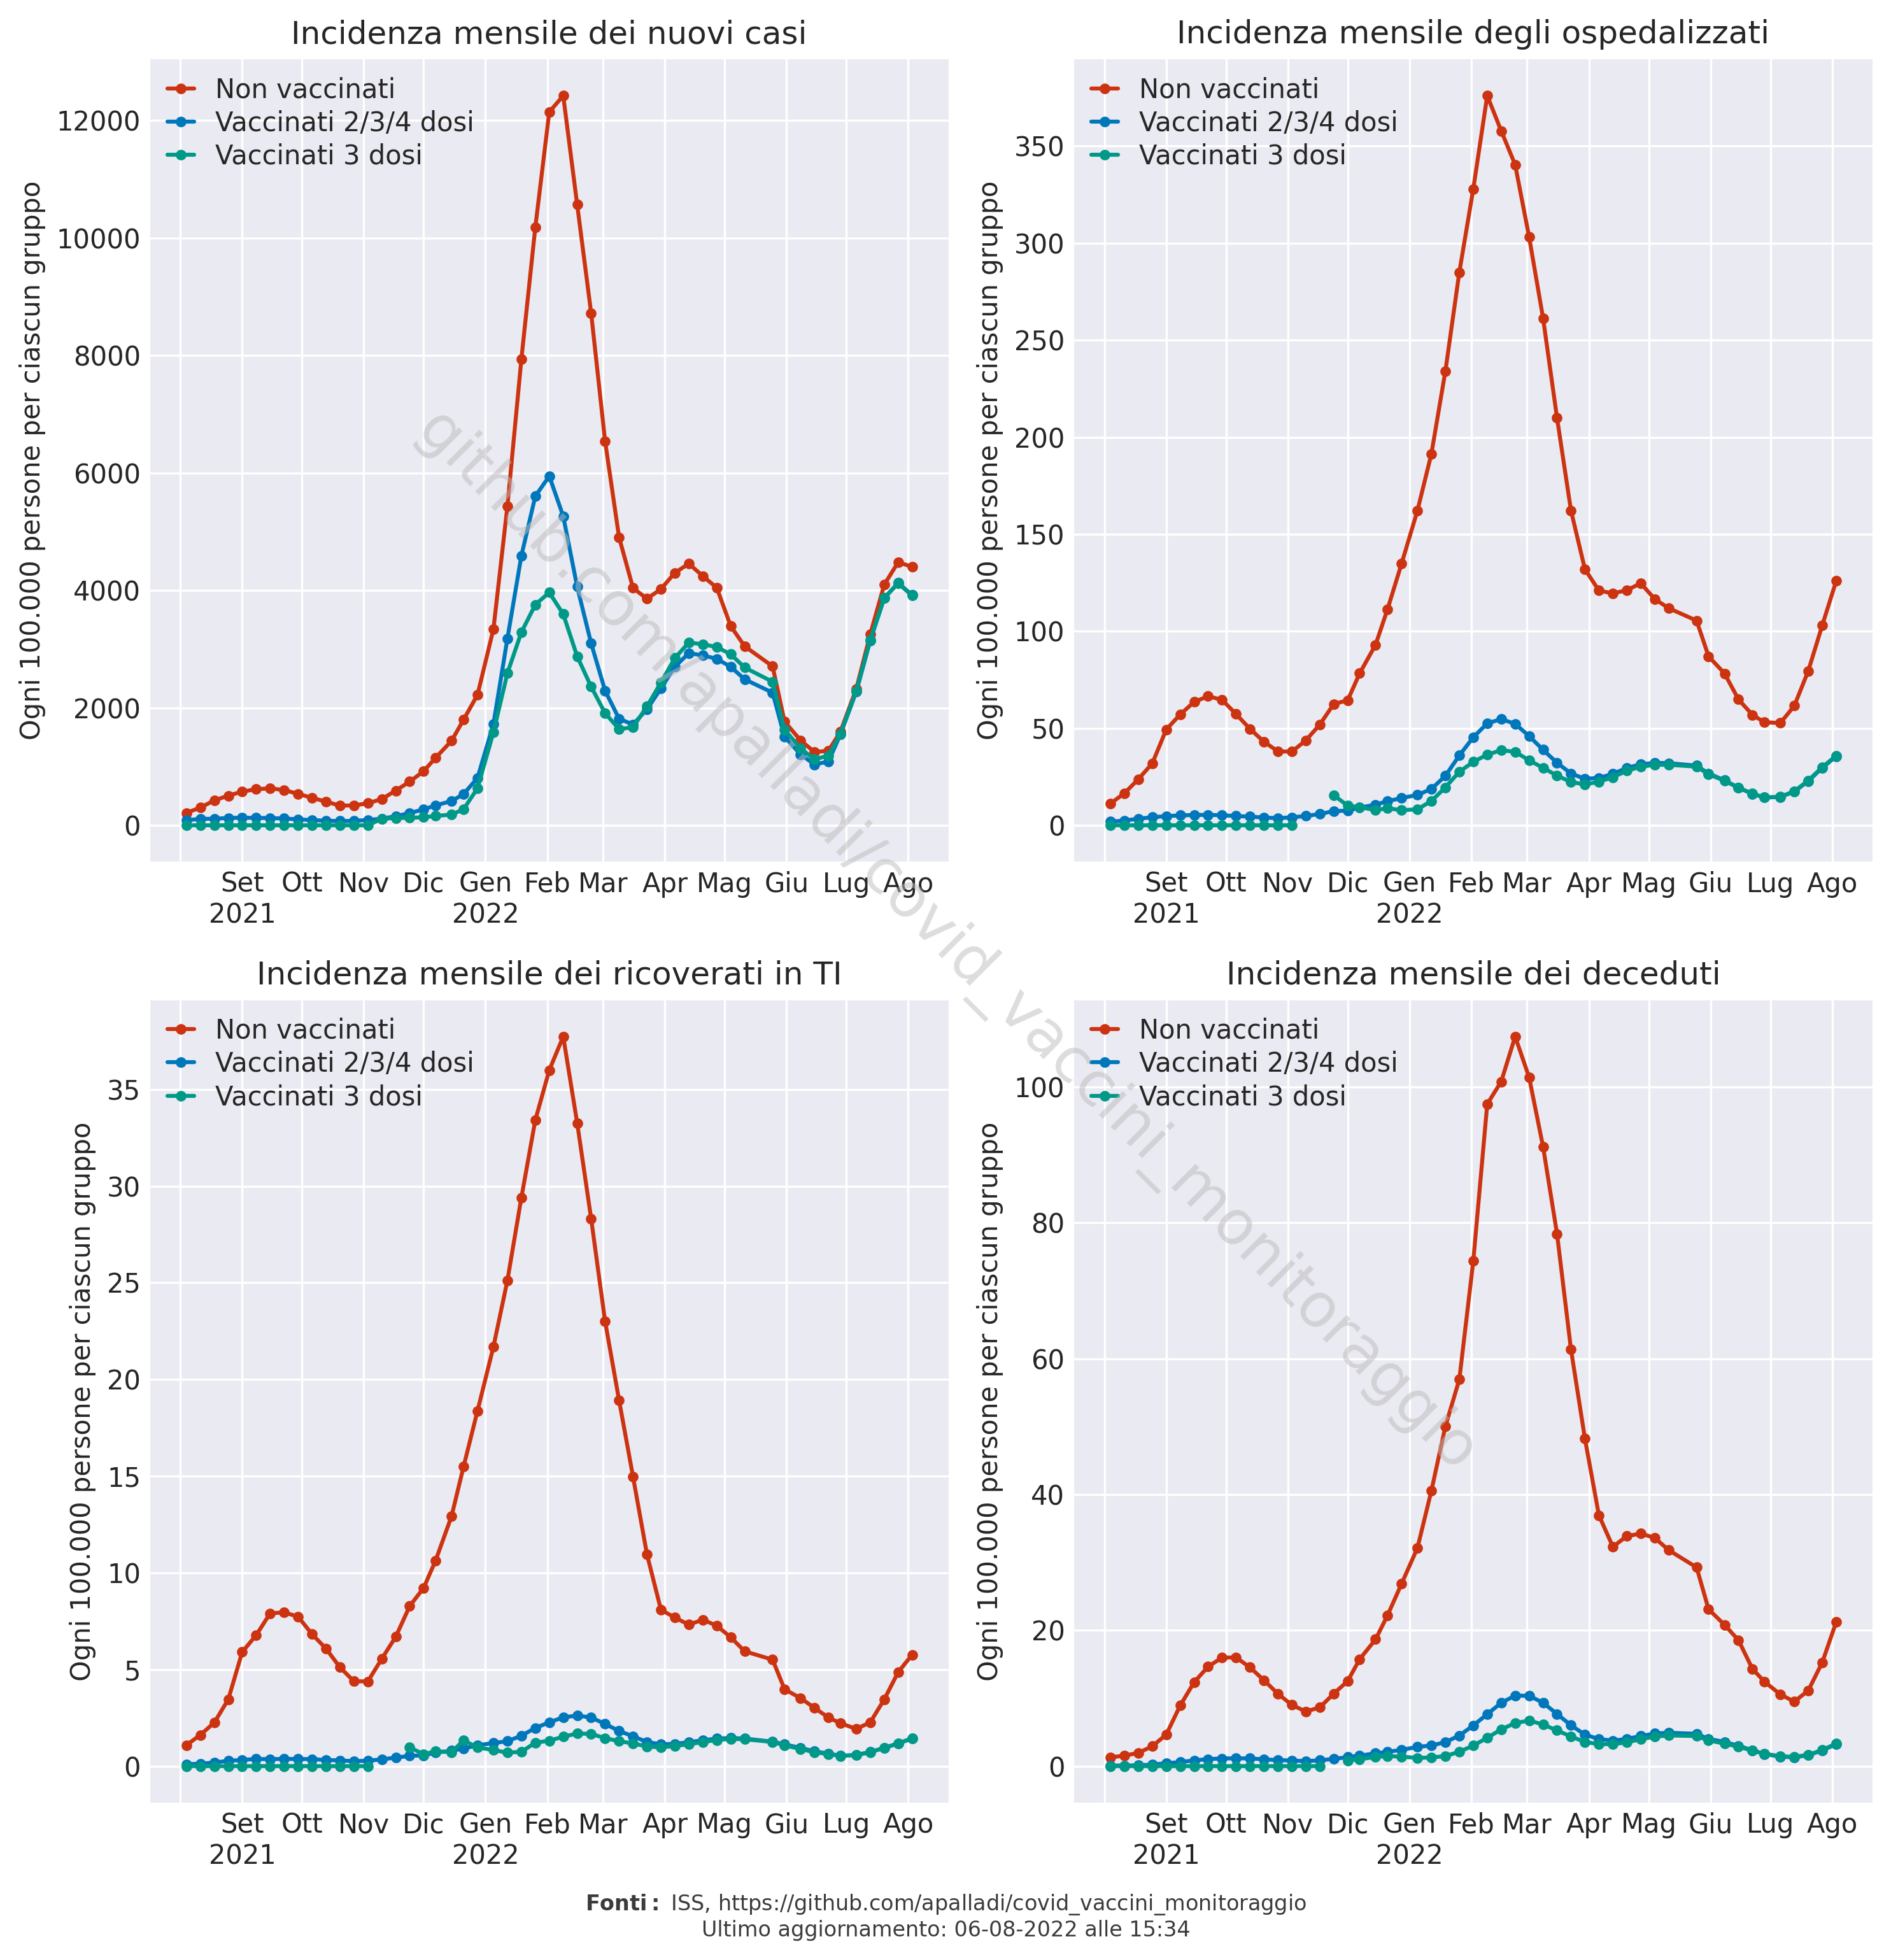 Incidenza mensile dei nuovi casi
Ogni 100.000 persone per ciascun gruppo
Non vaccinati
Vaccinati 2/3/4 dosi
Vaccinati 3 dosi
12000
10000
8000
6000
4000
2000
0
Set Ott Nov Dic Gen Feb Mar Apr Mag Giu Lug Ago
2021 2022
Incidenza mensile degli ospedalizzati
Ogni 100.000 persone per ciascun gruppo
Non vaccinati
Vaccinati 2/3/4 dosi
Vaccinati 3 dosi
350
300
250
200
150
100
50
0
Set Ott Nov Dic Gen Feb Mar Apr Mag Giu Lug Ago
2021 2022
Incidenza mensile dei ricoverati in TI
Ogni 100.000 persone per ciascun gruppo
Non vaccinati
Vaccinati 2/3/4 dosi
Vaccinati 3 dosi
35
30
25
20
15
10
5
0
Set Ott Nov Dic Gen Feb Mar Apr Mag Giu Lug Ago
2021 2022
Incidenza mensile dei deceduti
Ogni 100.000 persone per ciascun gruppo
Non vaccinati
Vaccinati 2/3/4 dosi
Vaccinati 3 dosi
100
80
60
40
20
0
Set Ott Nov Dic Gen Feb Mar Apr Mag Giu Lug Ago
2021 2022
github.com/apalladi/covid_vaccini_monitoraggio
Fonti: ISS, https://github.com/apalladi/covid_vaccini_monitoraggio
Ultimo aggiornamento: 06-08-2022 alle 15:34